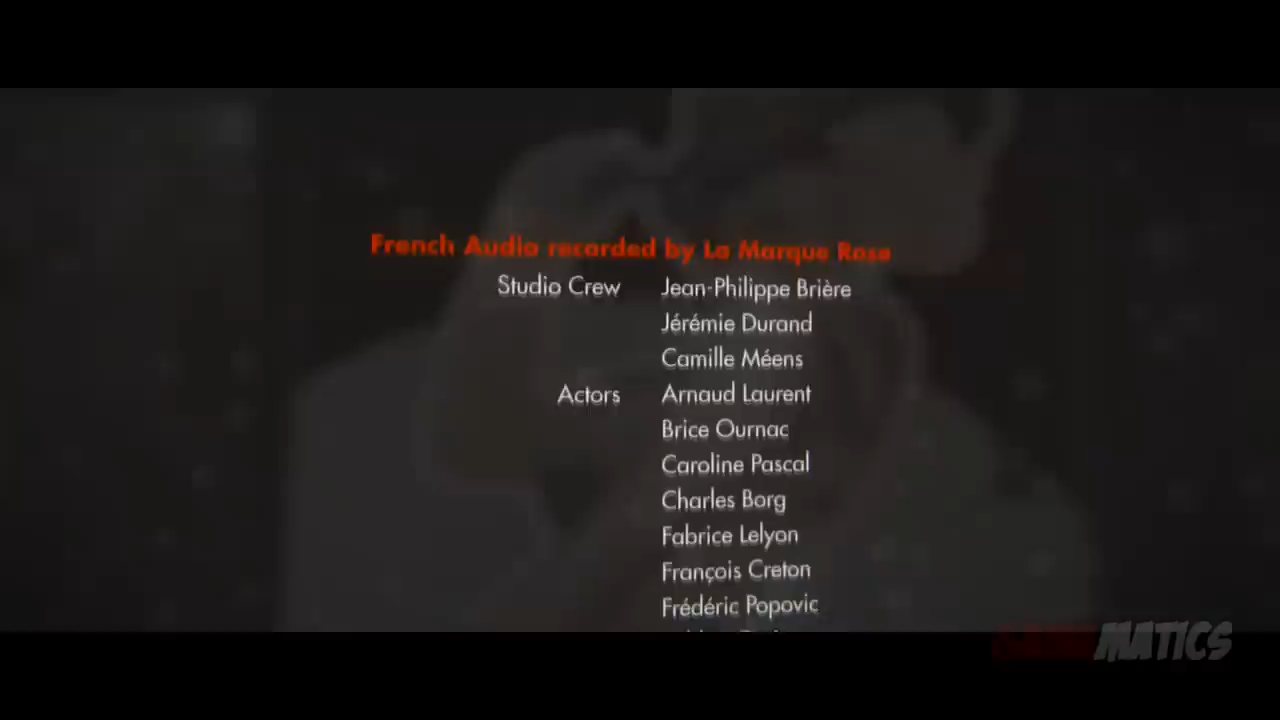 French Audio recorded by La Marque Rose
Studio Crew Jean-Philippe Brière
Jérémie Durand
Camille Méens
Actors Arnaud Laurent
Brice Ournac
Caroline Pascal
Charles Borg
Fabrice Lelyon
François Creton
Frédéric Popovic
GAMEMATICS